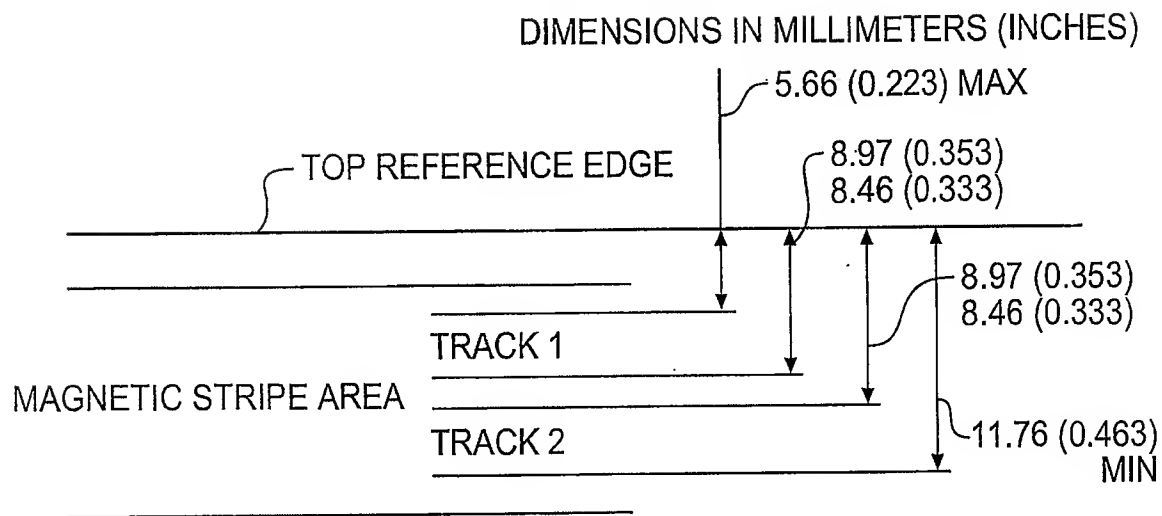 DIMENSIONS IN MILLIMETERS (INCHES)
5.66 (0.223) MAX
TOP REFERENCE EDGE
8.97 (0.353)
8.46 (0.333)
8.97 (0.353)
8.46 (0.333)
TRACK 1
MAGNETIC STRIPE AREA
TRACK 2
11.76 (0.463)
MIN